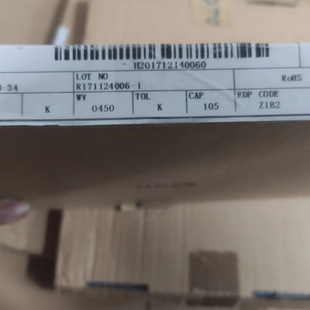 H201712140060
LOT NO
RoHS
-34
R171124006-1
WV
TOL
CAP
EDP CODE
K
0450
K
105
Z1B2